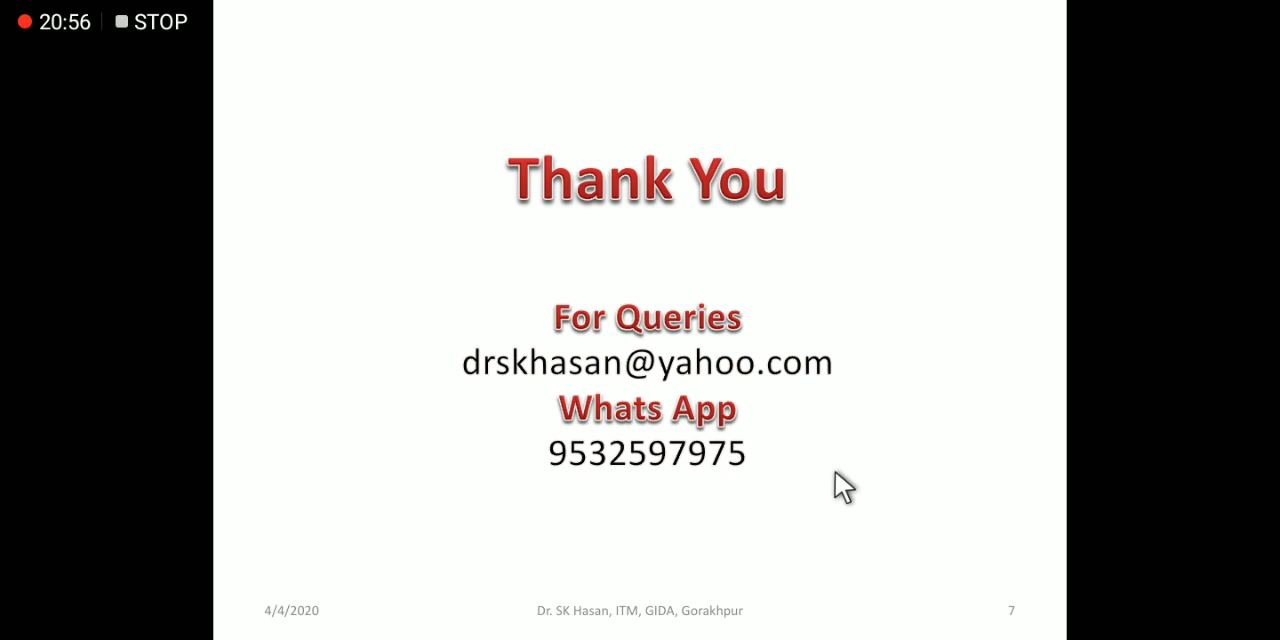 20:56 STOP
Thank You
For Queries
drskhasan@yahoo.com
Whats App
9532597975
4/4/2020 Dr. SK Hasan, ITM, GIDA, Gorakhpur 7